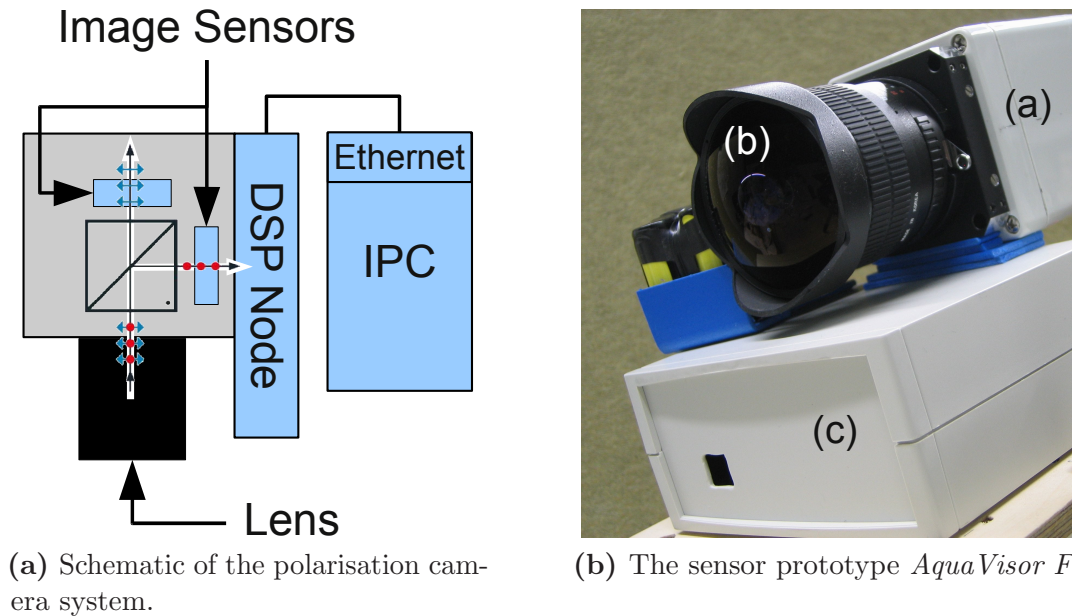 Image Sensors
DSP Node
Ethernet
IPC
Lens
(a)
(b)
(c)
(a) Schematic of the polarisation cam-
era system.
(b) The sensor prototype AquaVisor F